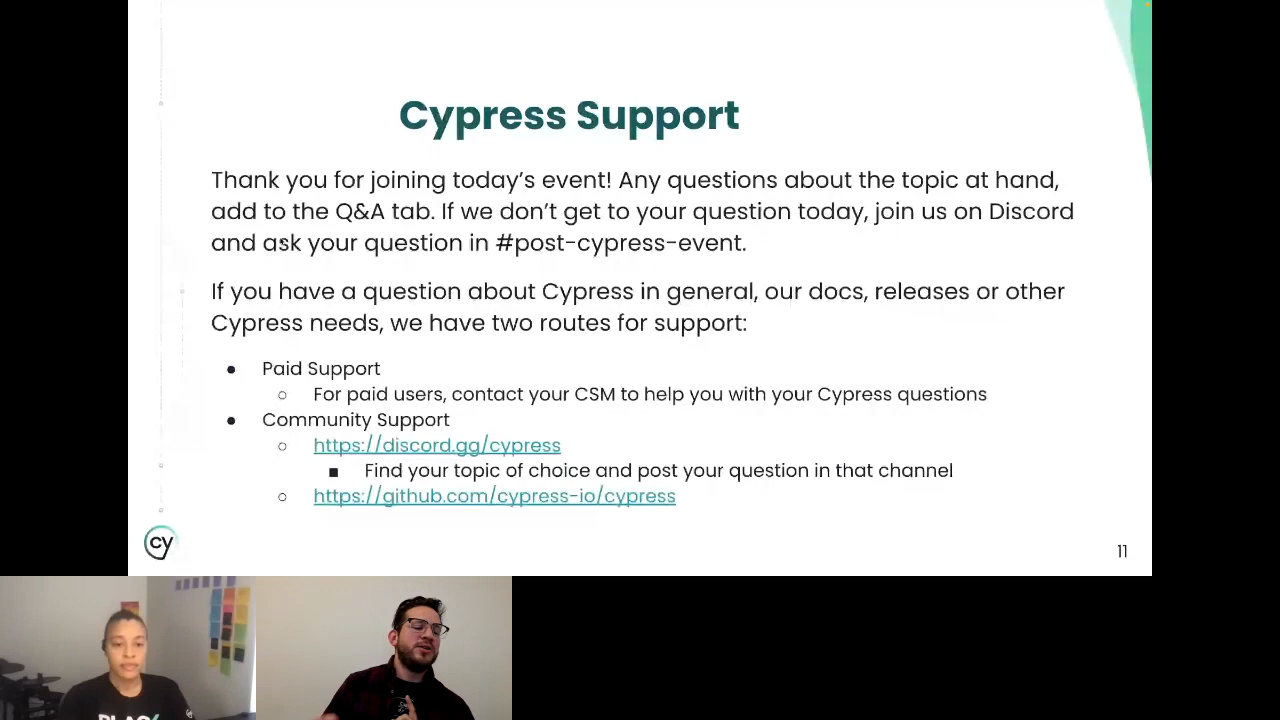 Cypress Support
Thank you for joining today’s event! Any questions about the topic at hand,
add to the Q&A tab. If we don’t get to your question today, join us on Discord
and ask your question in #post-cypress-event.
If you have a question about Cypress in general, our docs, releases or other
Cypress needs, we have two routes for support:
Paid Support
For paid users, contact your CSM to help you with your Cypress questions
Community Support
https://discord.gg/cypress
Find your topic of choice and post your question in that channel
https://github.com/cypress-io/cypress
cy
11